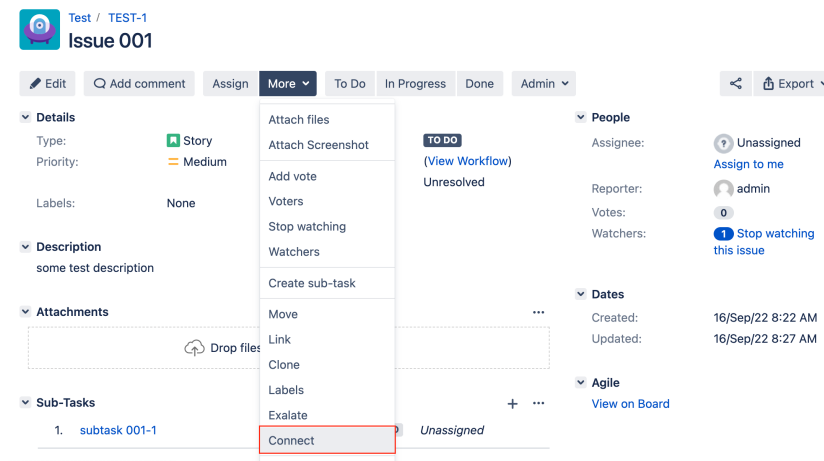 Test / TEST-1
Issue 001
Edit Add comment Assign More To Do In Progress Done Admin Export
Details
Type: Story
Priority: Medium
Labels: None
TO DO
(View Workflow)
Unresolved
Description
some test description
Attachments
Drop files
Sub-Tasks
1. subtask 001-1 Unassigned
Attach files
Attach Screenshot
Add vote
Voters
Stop watching
Watchers
Create sub-task
Move
Link
Clone
Labels
Exalate
Connect
People
Assignee: ? Unassigned
Assign to me
Reporter: admin
Votes: 0
Watchers: 1 Stop watching
this issue
Dates
Created: 16/Sep/22 8:22 AM
Updated: 16/Sep/22 8:27 AM
Agile
View on Board